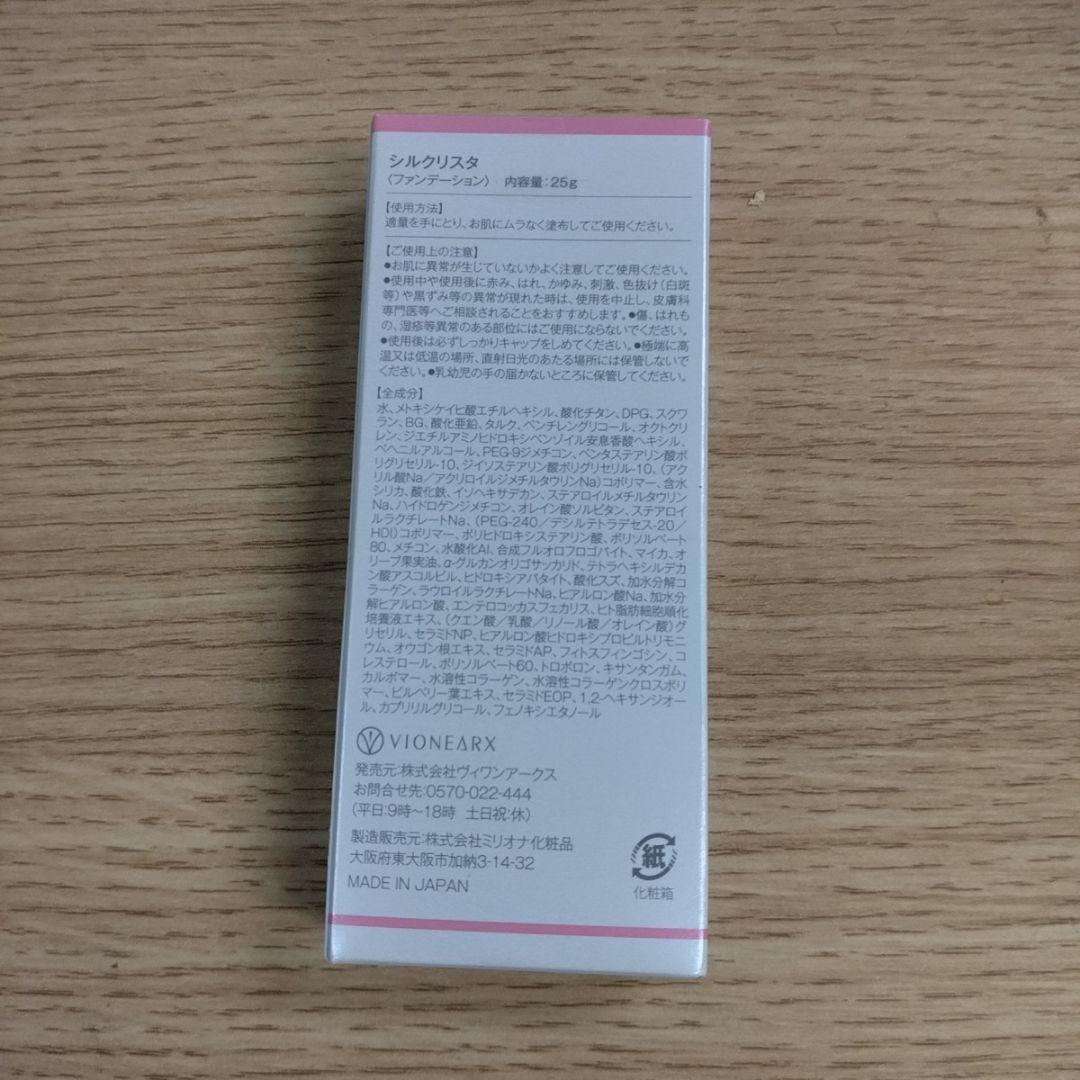 シルクリスタ
〈ファンデーション〉 内容量：25g
【使用方法】
適量を手にとり、お肌にムラなく塗布してご使用ください。
【ご使用上の注意】
●お肌に異常が生じていないかよく注意してご使用ください。
●使用中や使用後に赤み、はれ、かゆみ、刺激、色抜け（白斑
等）や黒ずみ等の異常が現れた時は、使用を中止し、皮膚科
専門医等へご相談されることをおすすめします。●傷、はれも
の、湿疹等異常のある部位にはご使用にならないでください。
●使用後は必ずしっかりキャップをしめてください。●極端に高
温又は低温の場所、直射日光のあたる場所には保管しないで
ください。●乳幼児の手の届かないところに保管してください。
【全成分】
水、メトキシケイヒ酸エチルヘキシル、酸化チタン、DPG、スクワ
ラン、BG、酸化亜鉛、タルク、ペンチレングリコール、オクトクリ
レン、ジエチルアミノヒドロキシベンゾイル安息香酸ヘキシル、
ベヘニルアルコール、PEG-9ジメチコン、ペンタステアリン酸ポ
リグリセリル-10、ジイソステアリン酸ポリグリセリル-10、（アク
リル酸Na／アクリロイルジメチルタウリンNa）コポリマー、含水
シリカ、酸化鉄、イソヘキサデカン、ステアロイルメチルタウリン
Na、ハイドロゲンジメチコン、オレイン酸ソルビタン、ステアロイ
ルラクチレートNa、（PEG-240／デシルテトラデセス-20／
HDI）コポリマー、ポリヒドロキシステアリン酸、ポリソルベート
80、メチコン、水酸化Al、合成フルオロフロゴパイト、マイカ、オ
リーブ果実油、α-グルカンオリゴサッカリド、テトラヘキシルデカ
ン酸アスコルビル、ヒドロキシアパタイト、酸化スズ、加水分解コ
ラーゲン、ラウロイルラクチレートNa、ヒアルロン酸Na、加水分
解ヒアルロン酸、エンテロコッカスフェカリス、ヒト脂肪細胞順化
培養液エキス、（クエン酸／乳酸／リノール酸／オレイン酸）グ
リセリル、セラミドNP、ヒアルロン酸ヒドロキシプロピルトリモニ
ウム、オウゴン根エキス、セラミドAP、フィトスフィンゴシン、コ
レステロール、ポリソルベート60、トロポロン、キサンタンガム、
カルボマー、水溶性コラーゲン、水溶性コラーゲンクロスポリ
マー、ビルベリー葉エキス、セラミドEOP、1,2-ヘキサンジオー
ル、カプリリルグリコール、フェノキシエタノール
VIONEARX
発売元：株式会社ヴィワンアークス
お問合せ先：0570-022-444
（平日：9時～18時 土日祝：休）
製造販売元：株式会社ミリオナ化粧品
大阪府東大阪市加納3-14-32
MADE IN JAPAN
紙
化粧箱